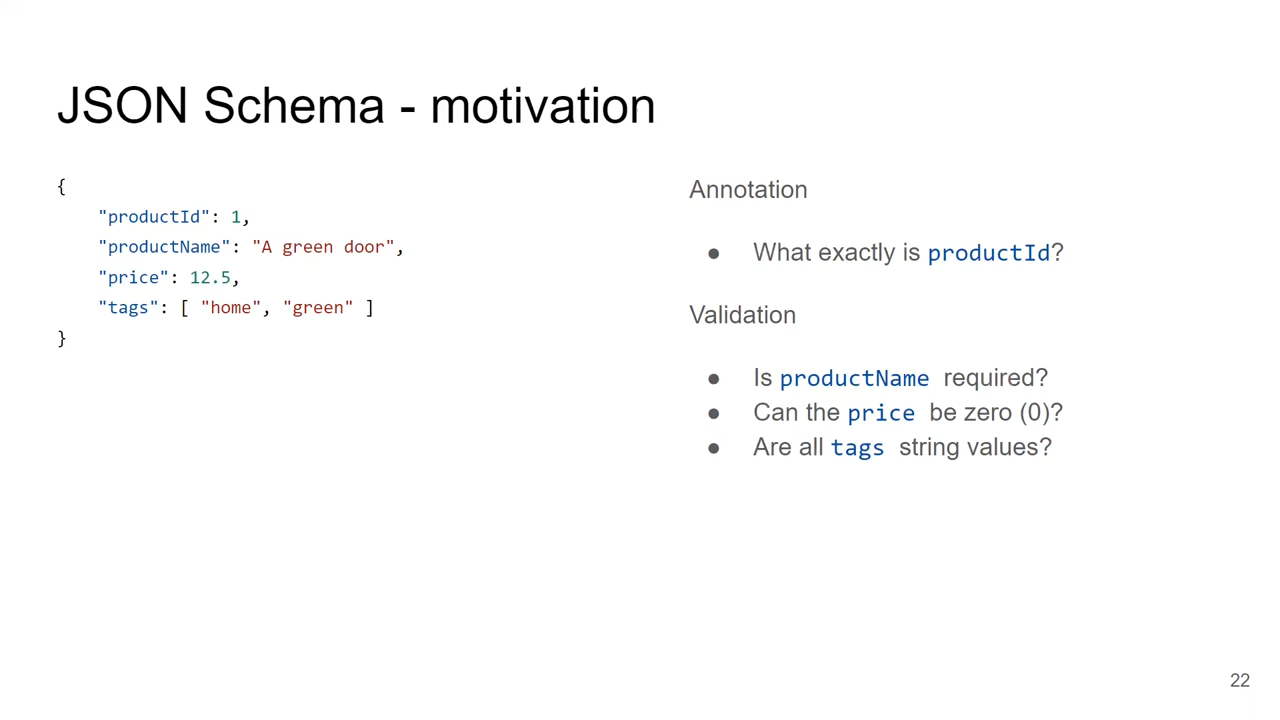 JSON Schema - motivation
{
    "productId": 1,
    "productName": "A green door",
    "price": 12.5,
    "tags": [ "home", "green" ]
}
Annotation
● What exactly is productId?
Validation
● Is productName required?
● Can the price be zero (0)?
● Are all tags string values?
22